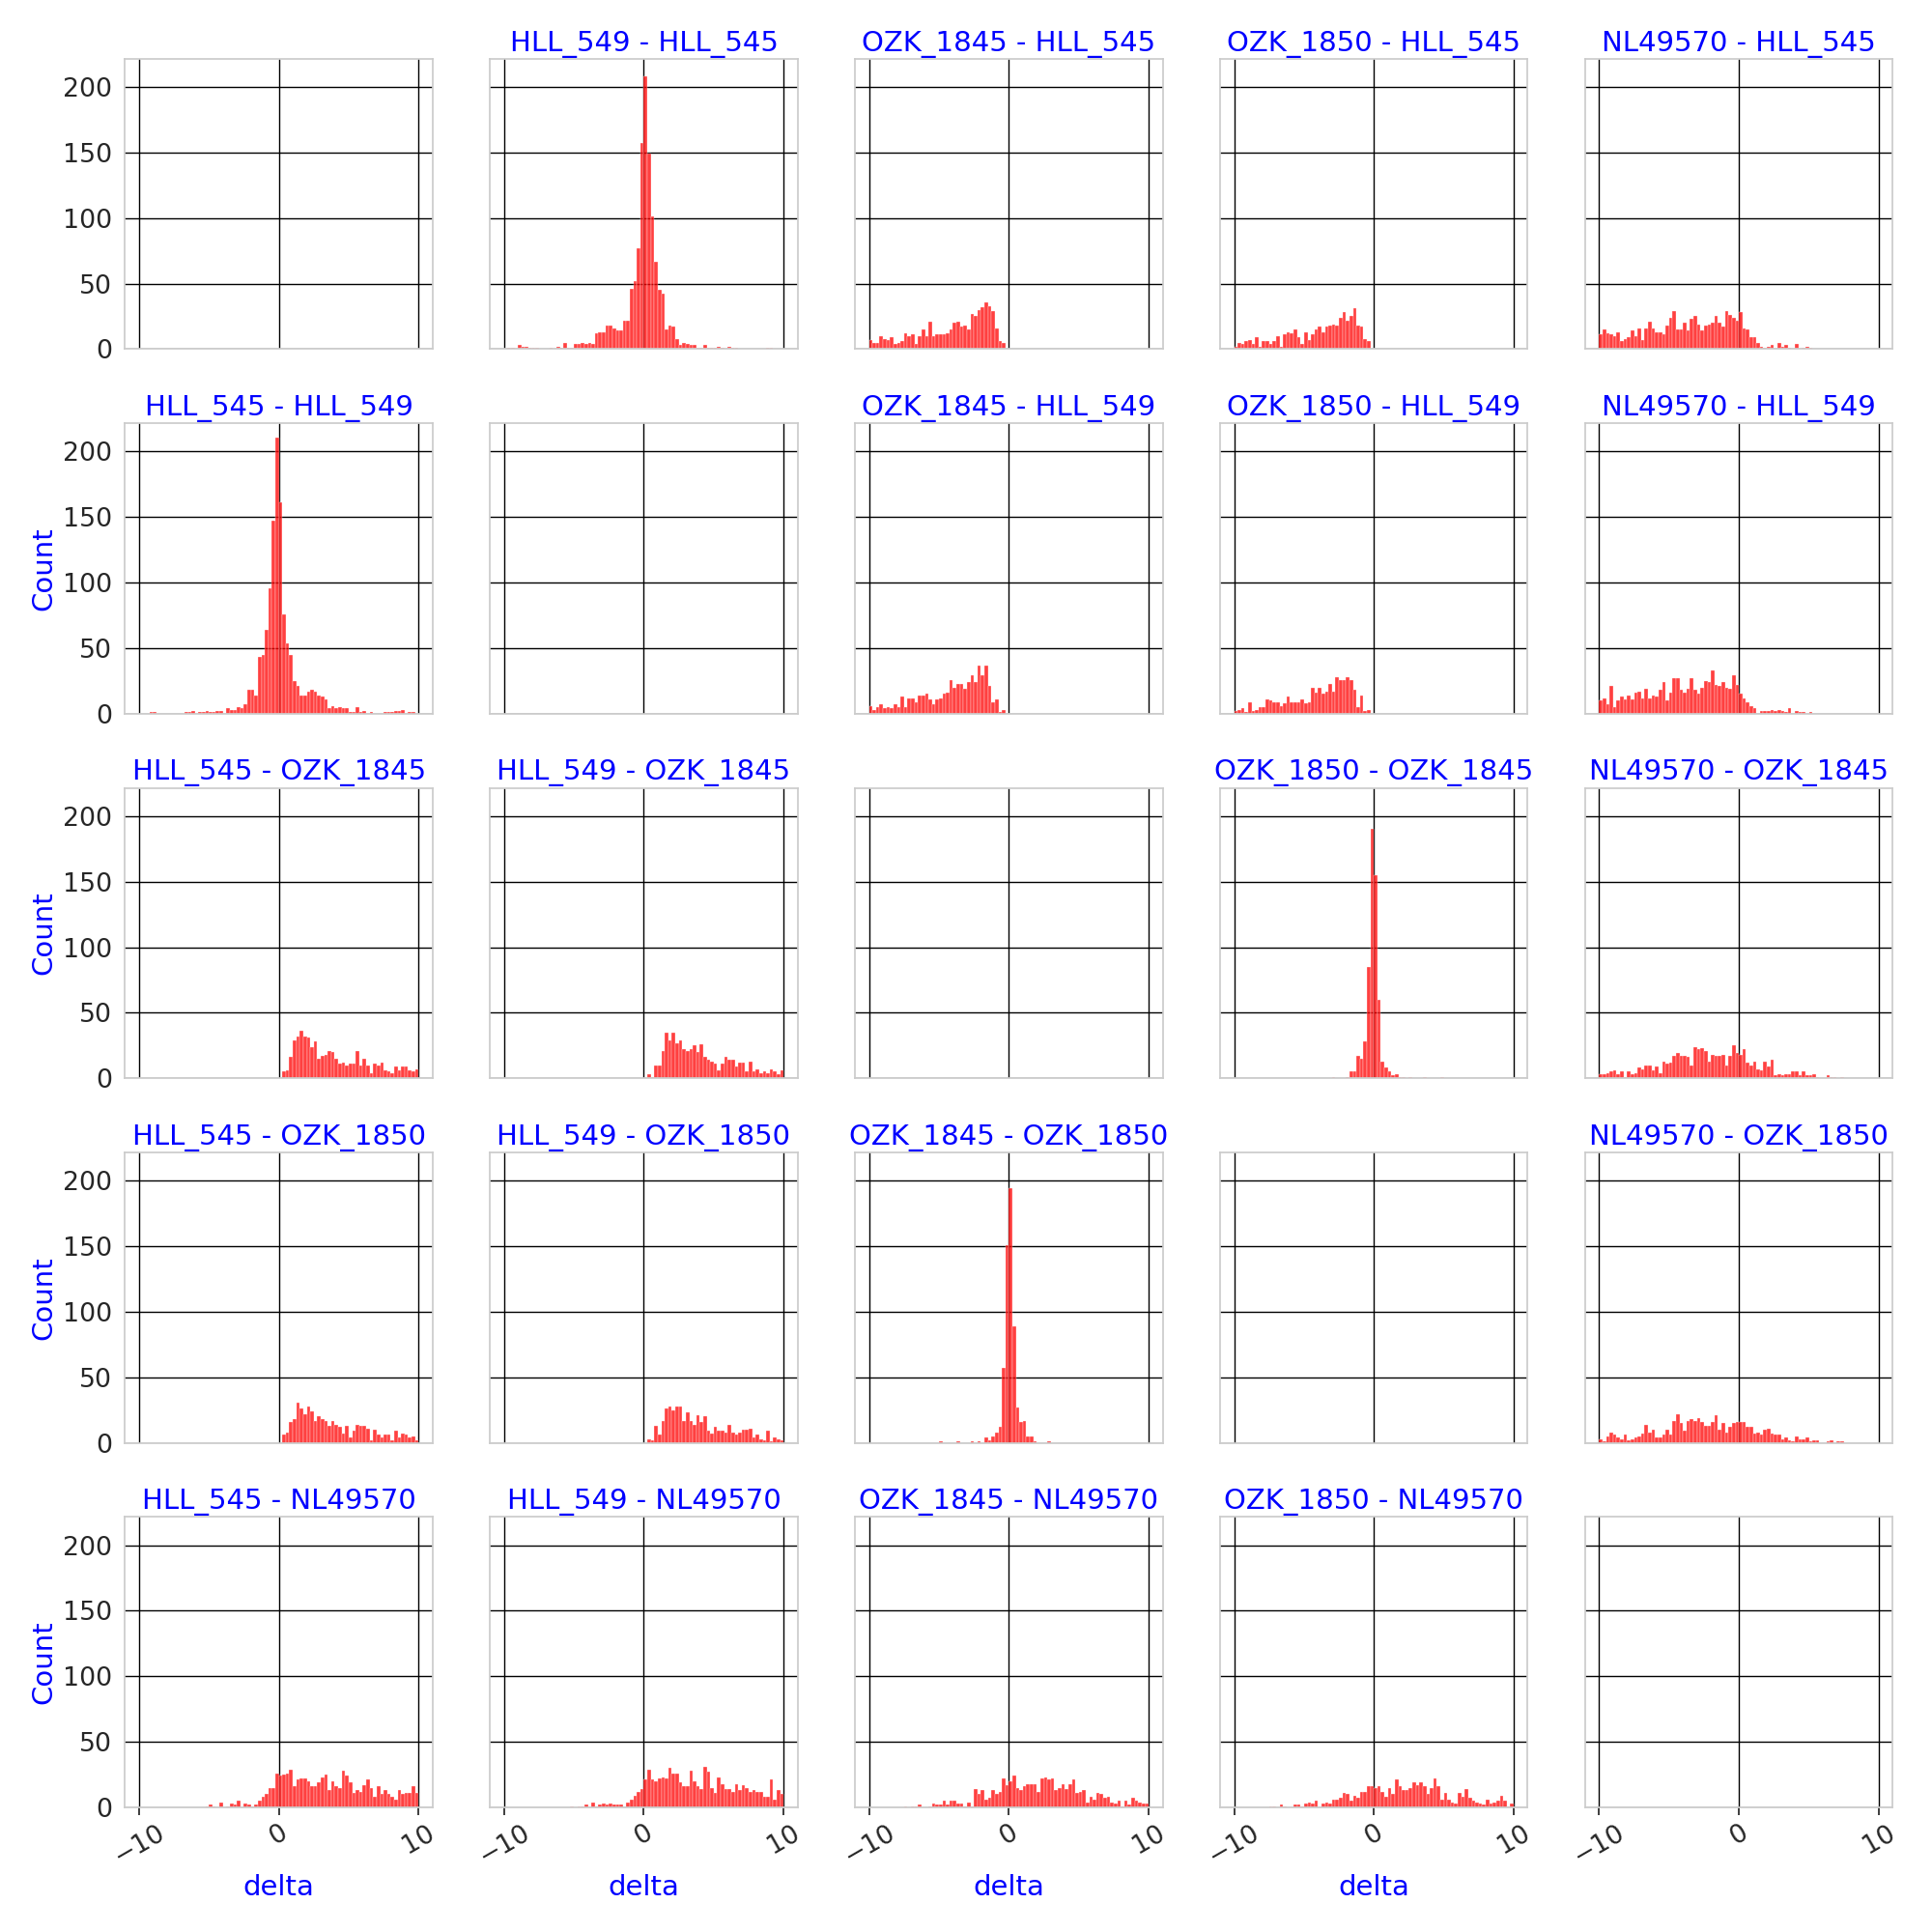 HLL_549 - HLL_545 OZK_1845 - HLL_545 OZK_1850 - HLL_545 NL49570 - HLL_545
200
150
100
50
0
HLL_545 - HLL_549 OZK_1845 - HLL_549 OZK_1850 - HLL_549 NL49570 - HLL_549
200
150
Count
100
50
0
HLL_545 - OZK_1845 HLL_549 - OZK_1845 OZK_1850 - OZK_1845 NL49570 - OZK_1845
200
150
Count
100
50
0
HLL_545 - OZK_1850 HLL_549 - OZK_1850 OZK_1845 - OZK_1850 NL49570 - OZK_1850
200
150
Count
100
50
0
HLL_545 - NL49570 HLL_549 - NL49570 OZK_1845 - NL49570 OZK_1850 - NL49570
200
150
Count
100
50
0
−10 0 10 −10 0 10 −10 0 10 −10 0 10 −10 0 10
delta delta delta delta